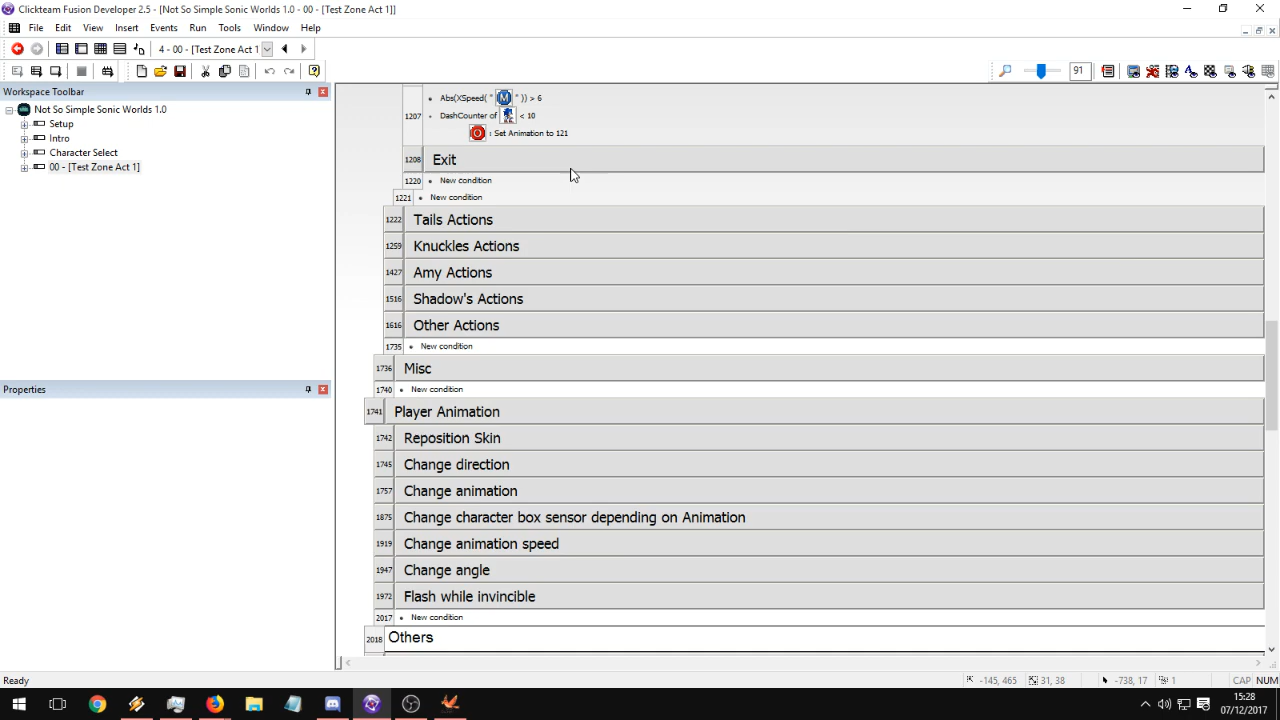 Clickteam Fusion Developer 2.5 - [Not So Simple Sonic Worlds 1.0 - 00 - [Test Zone Act 1]]
File Edit View Insert Events Run Tools Window Help
4 - 00 - [Test Zone Act 1
91
Workspace Toolbar
Not So Simple Sonic Worlds 1.0
Setup
Intro
Character Select
00 - [Test Zone Act 1]
Properties
Abs(XSpeed( " M " )) > 6
1207 DashCounter of < 10
: Set Animation to 121
1208 Exit
1220 New condition
1221 New condition
1222 Tails Actions
1259 Knuckles Actions
1427 Amy Actions
1516 Shadow's Actions
1616 Other Actions
1735 New condition
1736 Misc
1740 New condition
1741 Player Animation
1742 Reposition Skin
1745 Change direction
1757 Change animation
1875 Change character box sensor depending on Animation
1919 Change animation speed
1947 Change angle
1972 Flash while invincible
2017 New condition
2018 Others
Ready
-145, 465 31, 38 -738, 17 1 CAP NUM
15:28
07/12/2017